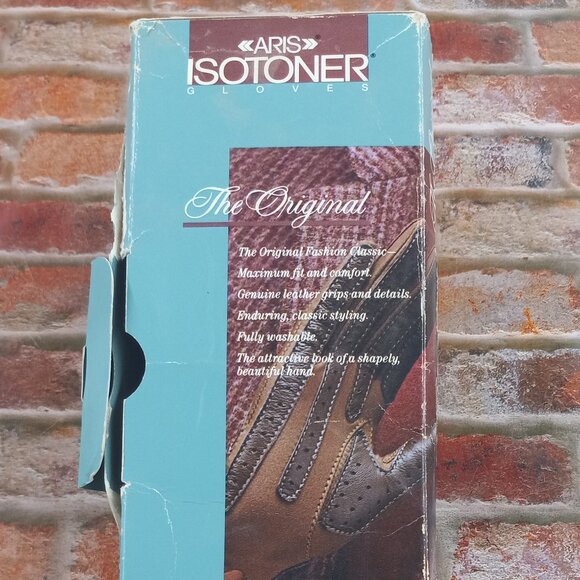 «ARIS»®
ISOTONER®
GLOVES
The Original
The Original Fashion Classic—
Maximum fit and comfort.
Genuine leather grips and details.
Enduring, classic styling.
Fully washable.
The attractive look of a shapely,
beautiful hand.